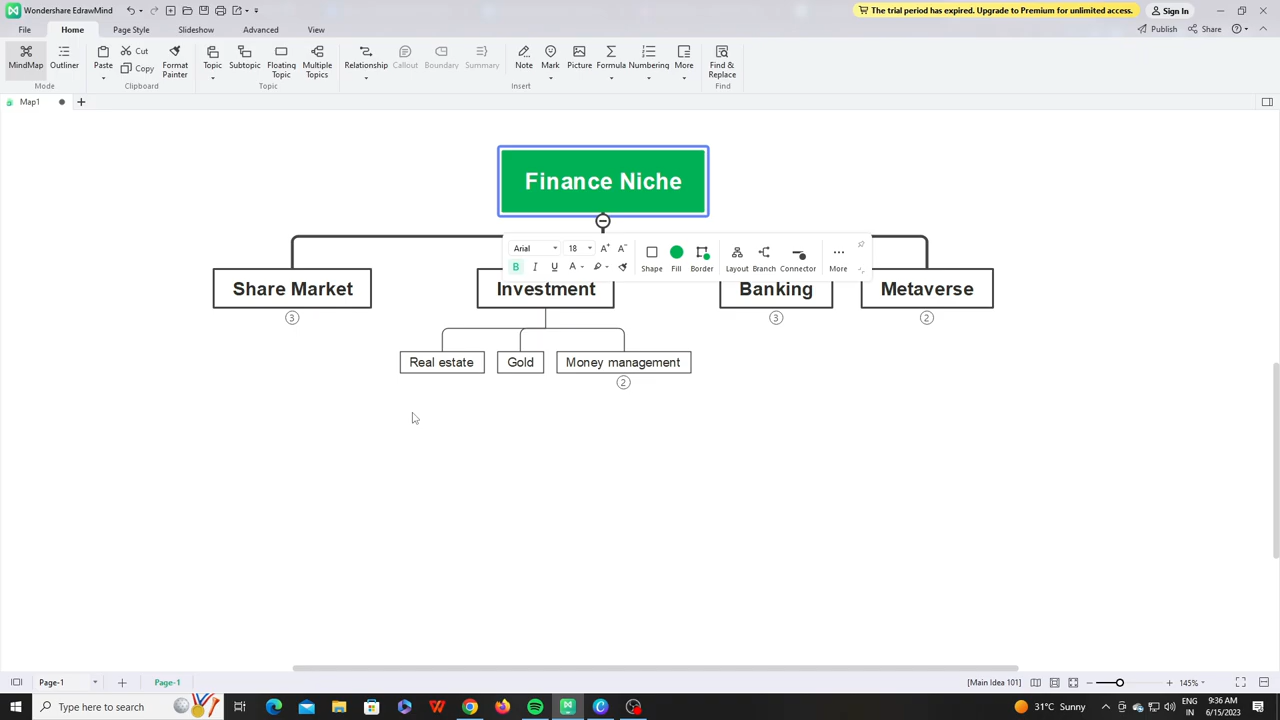 Wondershare EdrawMind
The trial period has expired. Upgrade to Premium for unlimited access.
Sign In
File
Home
Page Style
Slideshow
Advanced
View
Publish
Share
MindMap
Outliner
Mode
Paste
Cut
Copy
Format
Painter
Clipboard
Topic
Subtopic
Floating
Topic
Multiple
Topics
Topic
Relationship
Callout
Boundary
Summary
Note
Mark
Picture
Formula
Numbering
More
Insert
Find &
Replace
Find
Map1
Finance Niche
Arial
18
A+
A-
B
I
U
A
Shape
Fill
Border
Layout
Branch
Connector
More
Share Market
Investment
Banking
Metaverse
3
3
2
Real estate
Gold
Money management
2
Page-1
Page-1
[Main Idea 101]
145%
Type here to search
31°C Sunny
ENG
IN
9:36 AM
6/15/2023